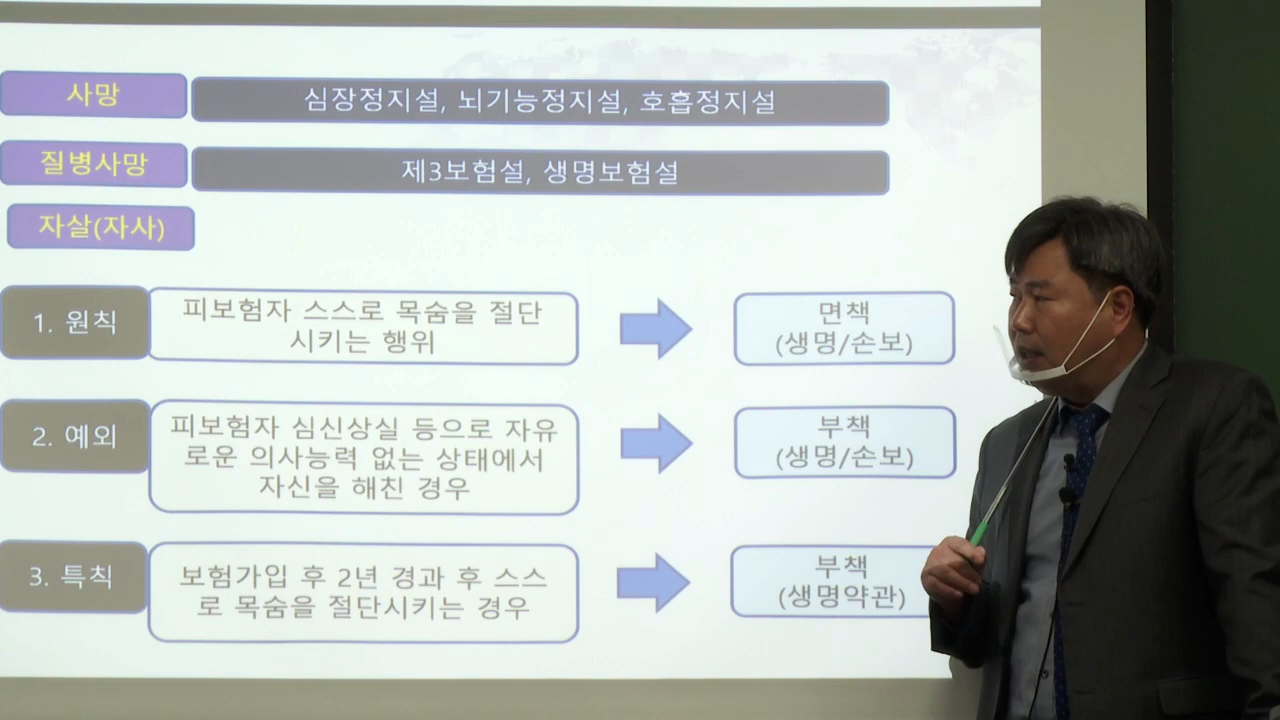 사망
심장정지설, 뇌기능정지설, 호흡정지설
질병사망
제3보험설, 생명보험설
자살(자사)
1. 원칙
피보험자 스스로 목숨을 절단
시키는 행위
면책
(생명/손보)
2. 예외
피보험자 심신상실 등으로 자유
로운 의사능력 없는 상태에서
자신을 해친 경우
부책
(생명/손보)
3. 특칙
보험가입 후 2년 경과 후 스스
로 목숨을 절단시키는 경우
부책
(생명약관)